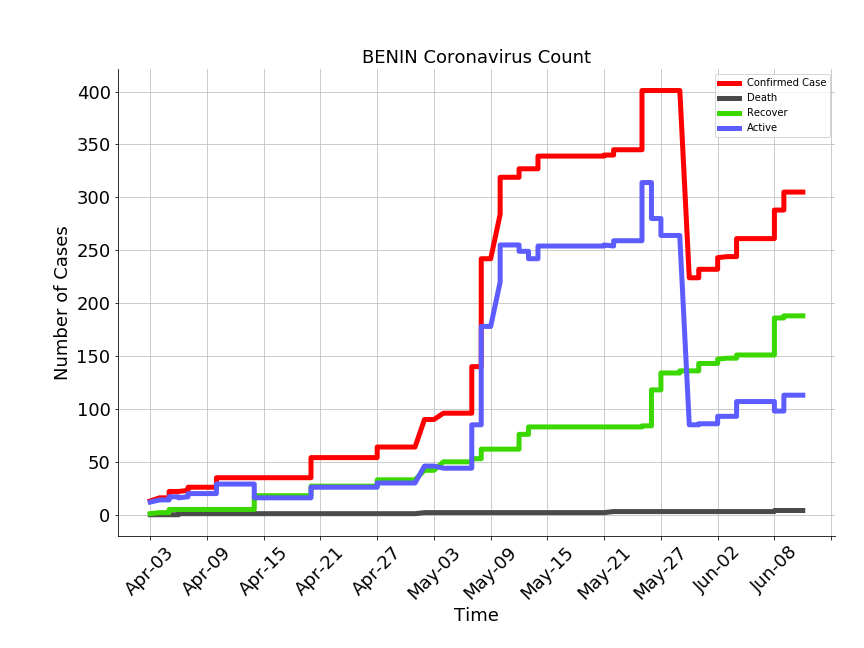 BENIN Coronavirus Count
Confirmed Case
Death
Recover
Active
Number of Cases
400
350
300
250
200
150
100
50
0
Apr-03
Apr-09
Apr-15
Apr-21
Apr-27
May-03
May-09
May-15
May-21
May-27
Jun-02
Jun-08
Time